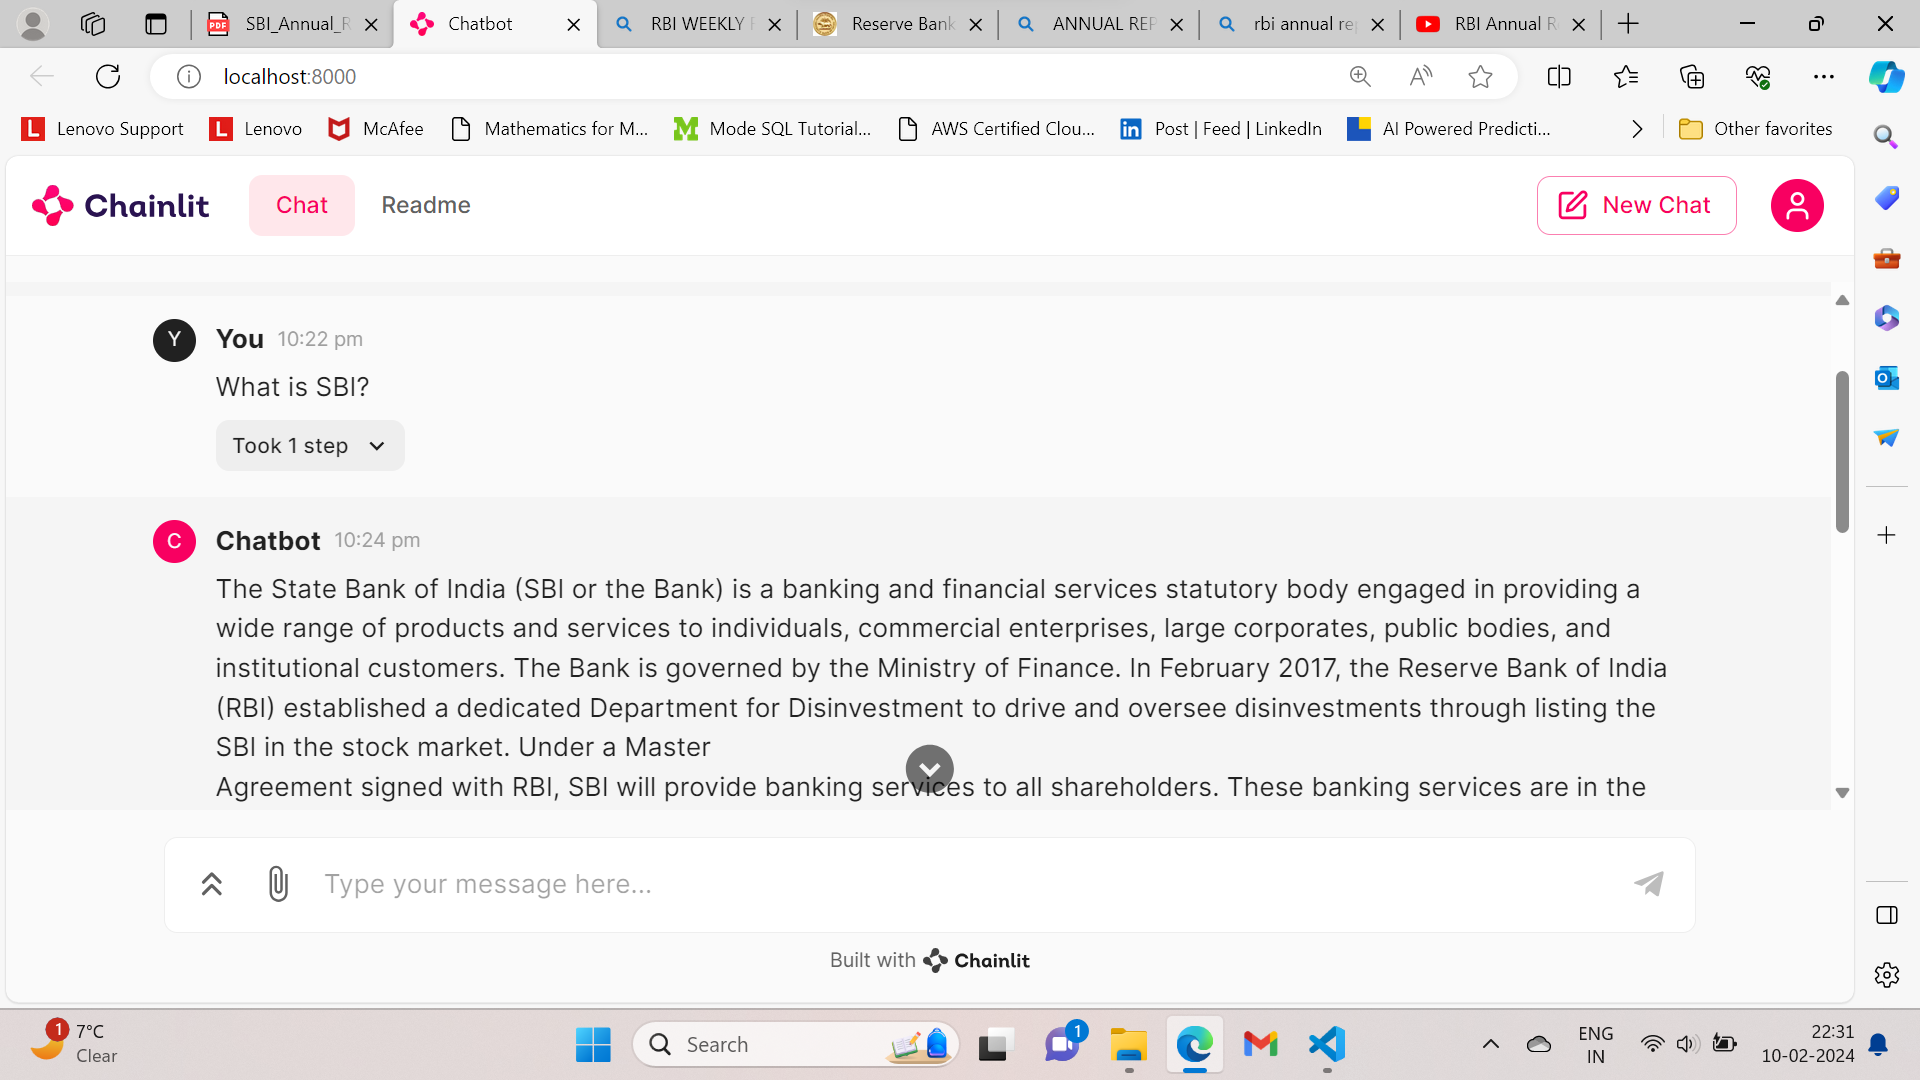 SBI_Annual_R
Chatbot
RBI WEEKLY
Reserve Bank
ANNUAL REP
rbi annual re
RBI Annual R
localhost:8000
Lenovo Support
Lenovo
McAfee
Mathematics for M...
Mode SQL Tutorial...
AWS Certified Clou...
Post | Feed | LinkedIn
AI Powered Predicti...
Other favorites
Chainlit
Chat
Readme
New Chat
Y
You 10:22 pm
What is SBI?
Took 1 step
C
Chatbot 10:24 pm
The State Bank of India (SBI or the Bank) is a banking and financial services statutory body engaged in providing a
wide range of products and services to individuals, commercial enterprises, large corporates, public bodies, and
institutional customers. The Bank is governed by the Ministry of Finance. In February 2017, the Reserve Bank of India
(RBI) established a dedicated Department for Disinvestment to drive and oversee disinvestments through listing the
SBI in the stock market. Under a Master
Agreement signed with RBI, SBI will provide banking services to all shareholders. These banking services are in the
Type your message here...
Built with Chainlit
1
7°C
Clear
Search
1
ENG
IN
22:31
10-02-2024